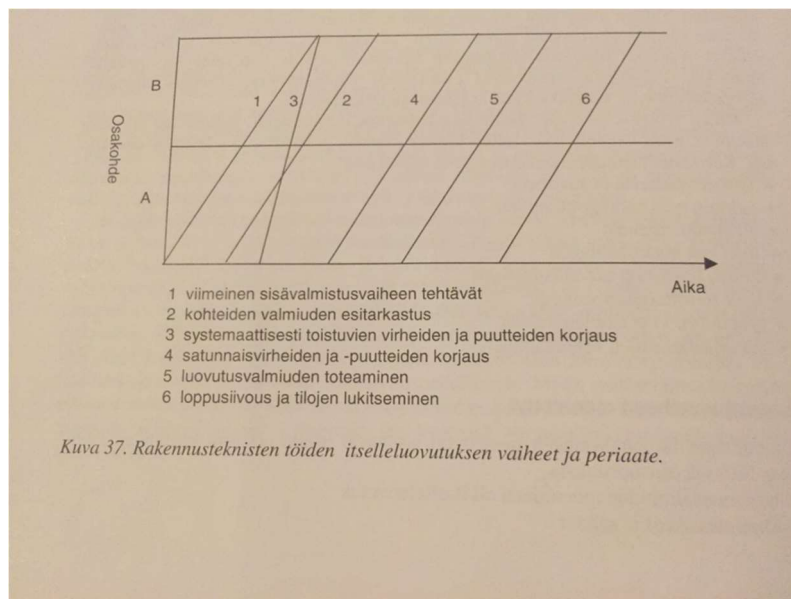 B
1
3
2
4
5
6
Osakohde
A
Aika
1 viimeinen sisävalmistusvaiheen tehtävät
2 kohteiden valmiuden esitarkastus
3 systemaattisesti toistuvien virheiden ja puutteiden korjaus
4 satunnaisvirheiden ja -puutteiden korjaus
5 luovutusvalmiuden toteaminen
6 loppusiivous ja tilojen lukitseminen
Kuva 37. Rakennusteknisten töiden itselleluovutuksen vaiheet ja periaate.